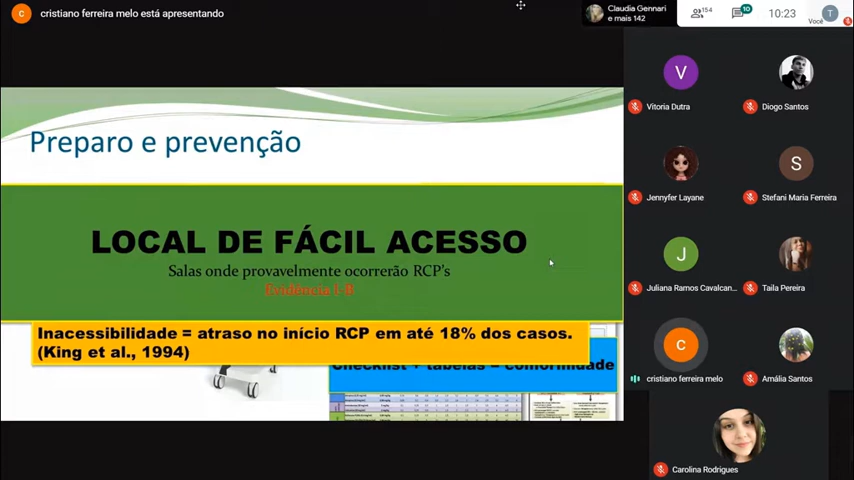 cristiano ferreira melo está apresentando
Claudia Gennari
e mais 142
154
10
10:23
Você
T
C
Preparo e prevenção
LOCAL DE FÁCIL ACESSO
Salas onde provavelmente ocorrerão RCP's
Evidência I-B
Inacessibilidade = atraso no início RCP em até 18% dos casos.
(King et al., 1994)
Checklist + tabelas = conformidade
V
Vitoria Dutra
Diogo Santos
S
Jennyfer Layane
Stefani Maria Ferreira
J
Juliana Ramos Cavalcan...
Taila Pereira
c
cristiano ferreira melo
Amália Santos
Carolina Rodrigues